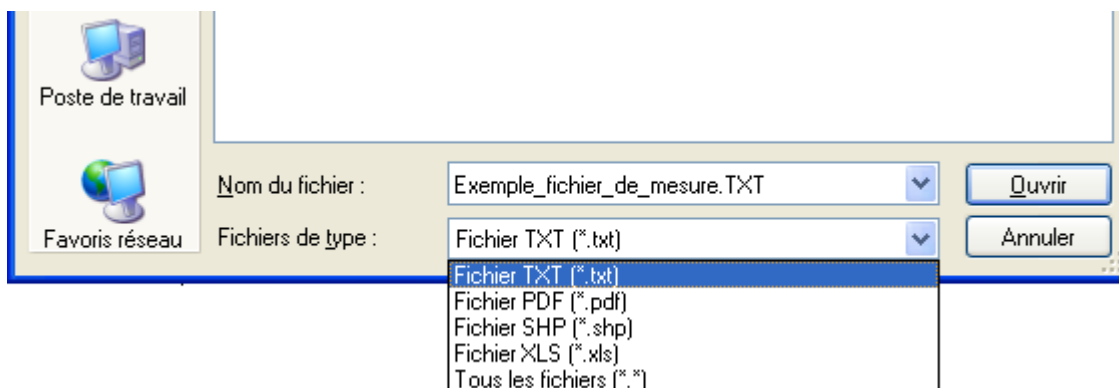 Poste de travail
Favoris réseau
Nom du fichier :
Exemple_fichier_de_mesure.TXT
Ouvrir
Fichiers de type :
Fichier TXT (*.txt)
Annuler
Fichier TXT (*.txt)
Fichier PDF (*.pdf)
Fichier SHP (*.shp)
Fichier XLS (*.xls)
Tous les fichiers (*.*)